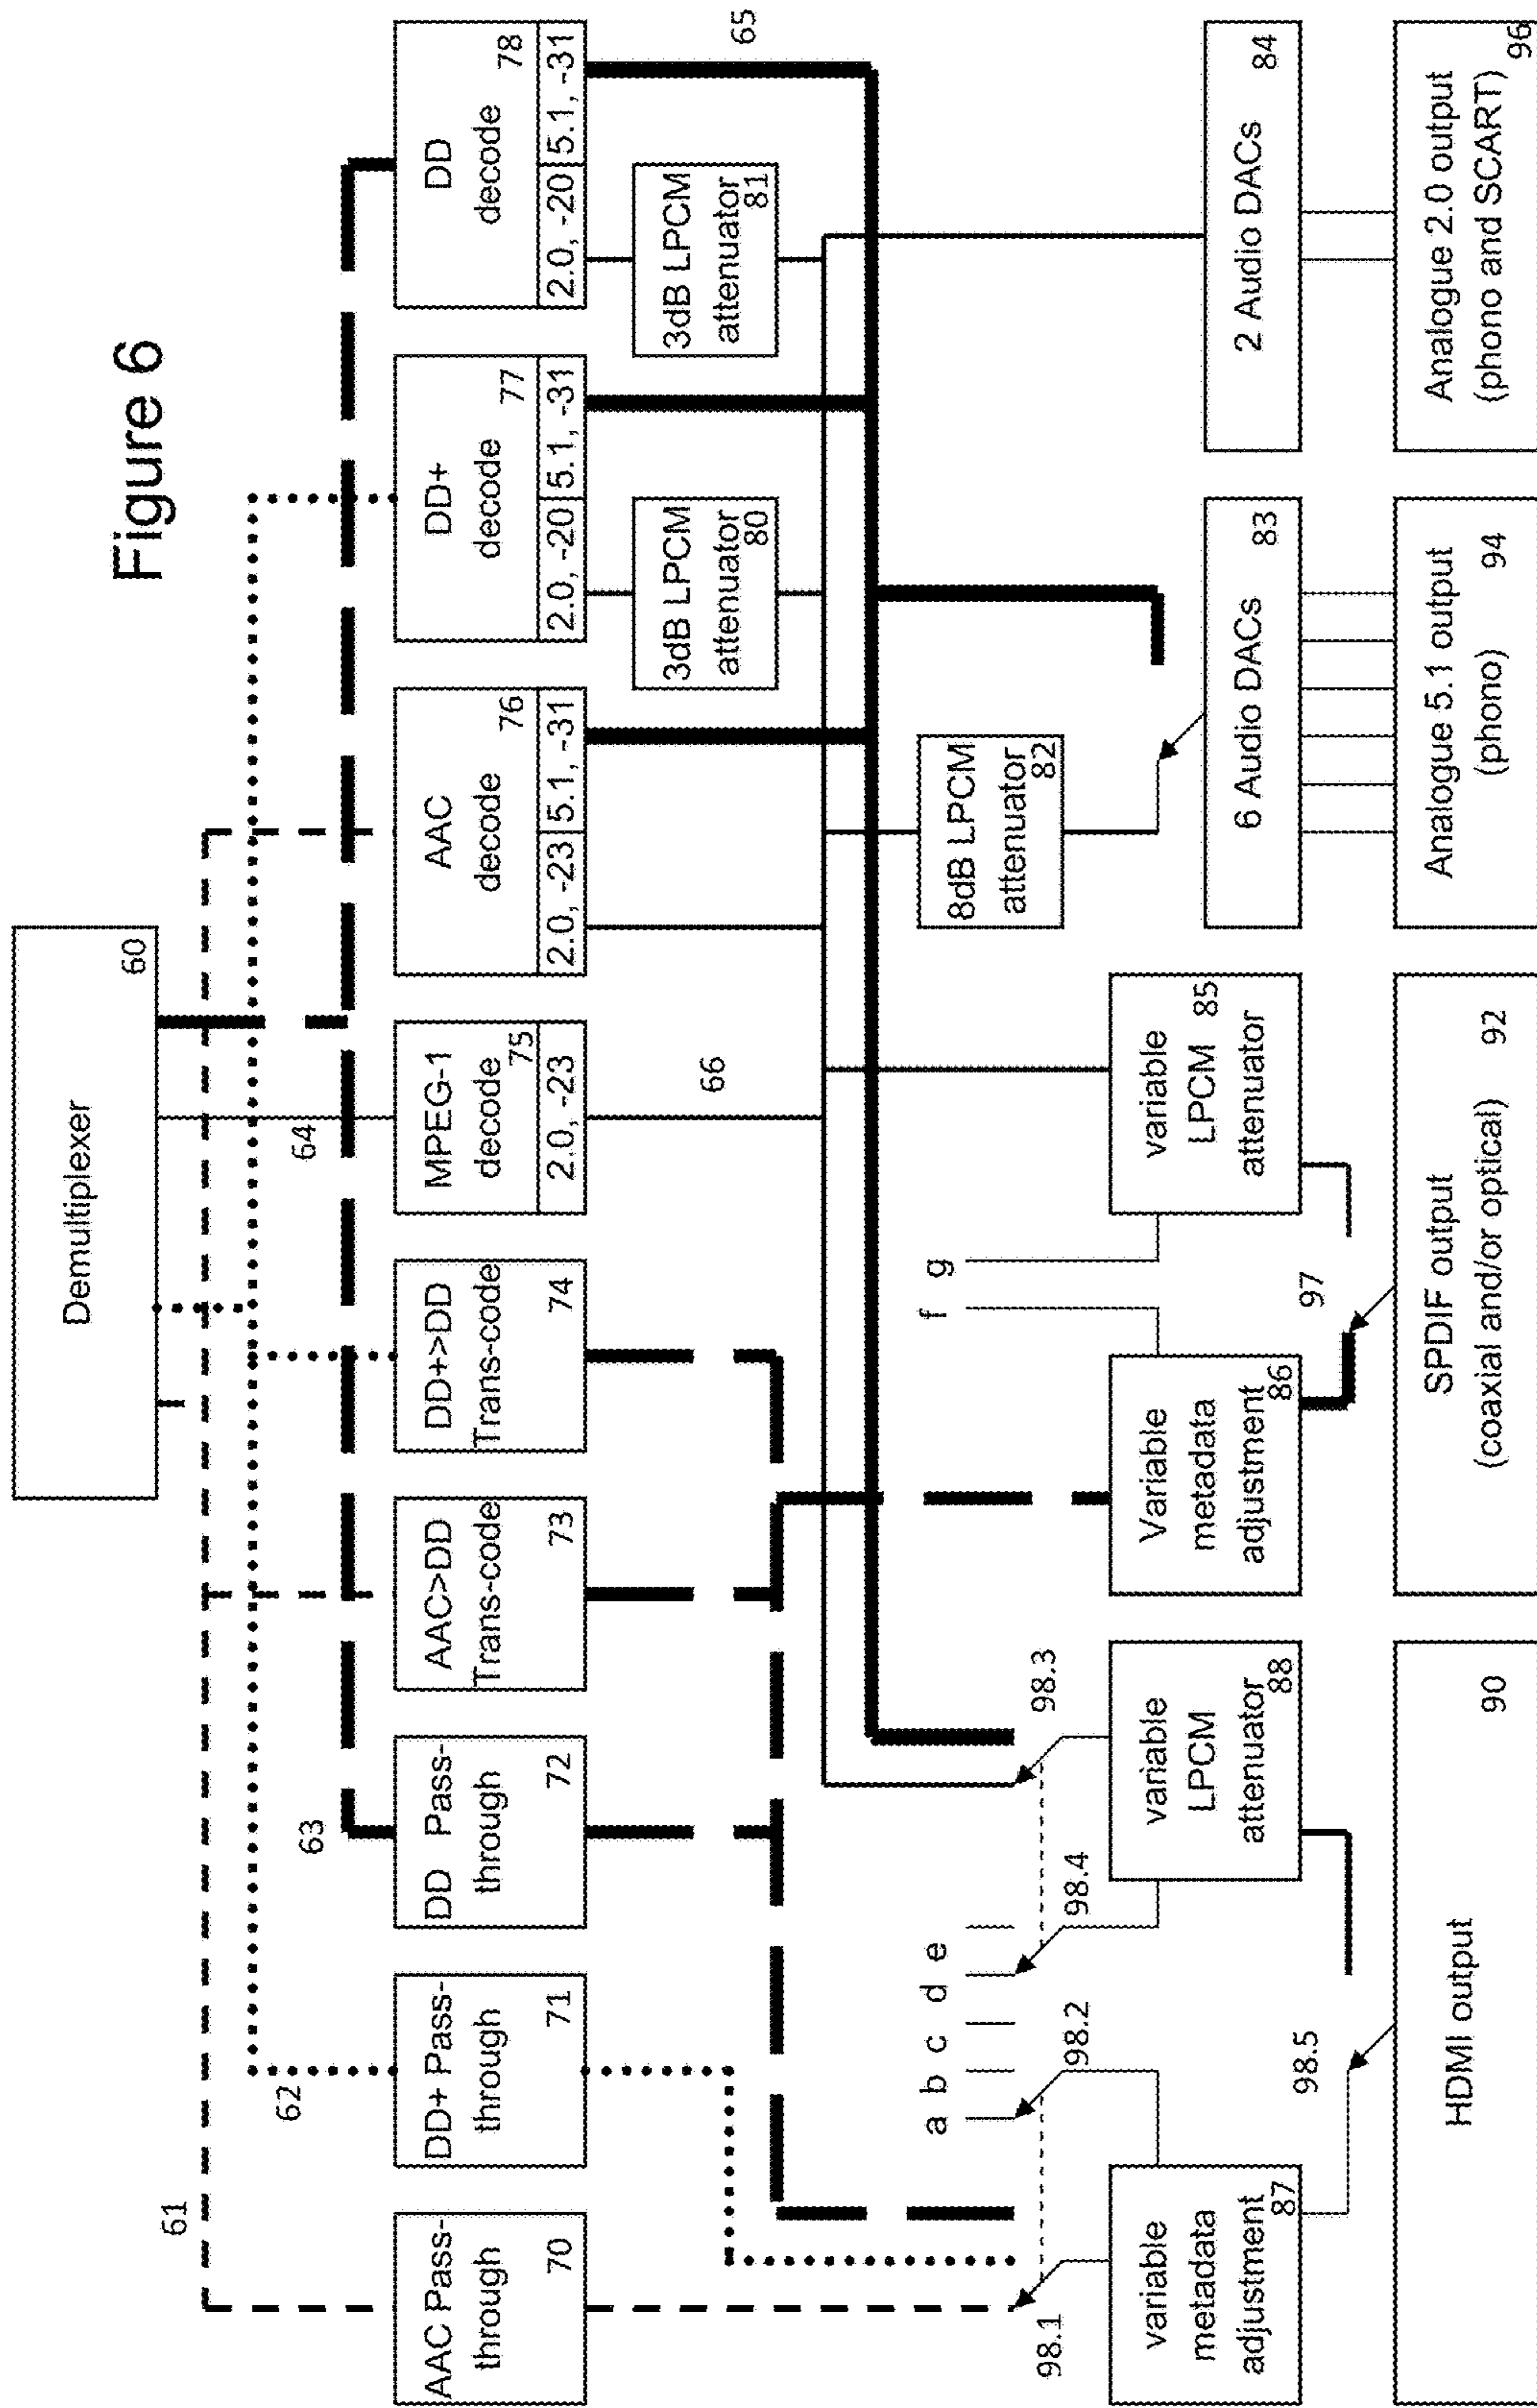 Figure 6
Demultiplexer
60
61
62
63
64
AAC Pass-
through
70
DD+ Pass-
through
71
DD Pass-
through
72
AAC>DD
Trans-code
73
DD+>DD
Trans-code
74
MPEG-1
decode
75
2.0, -23
AAC
decode
76
2.0, -23
5.1, -31
DD+
decode
77
2.0, -20
5.1, -31
DD
decode
78
2.0, -20
5.1, -31
65
66
3dB LPCM
attenuator
80
3dB LPCM
attenuator
81
8dB LPCM
attenuator
82
a b c d e
f g
98.1
98.2
98.4
98.3
variable
metadata
adjustment
87
variable
LPCM
attenuator
88
Variable
metadata
adjustment
86
variable
LPCM
attenuator
85
6 Audio DACs
83
2 Audio DACs
84
98.5
97
HDMI output
90
SPDIF output
(coaxial and/or optical)
92
Analogue 5.1 output
(phono)
94
Analogue 2.0 output
(phono and SCART)
96